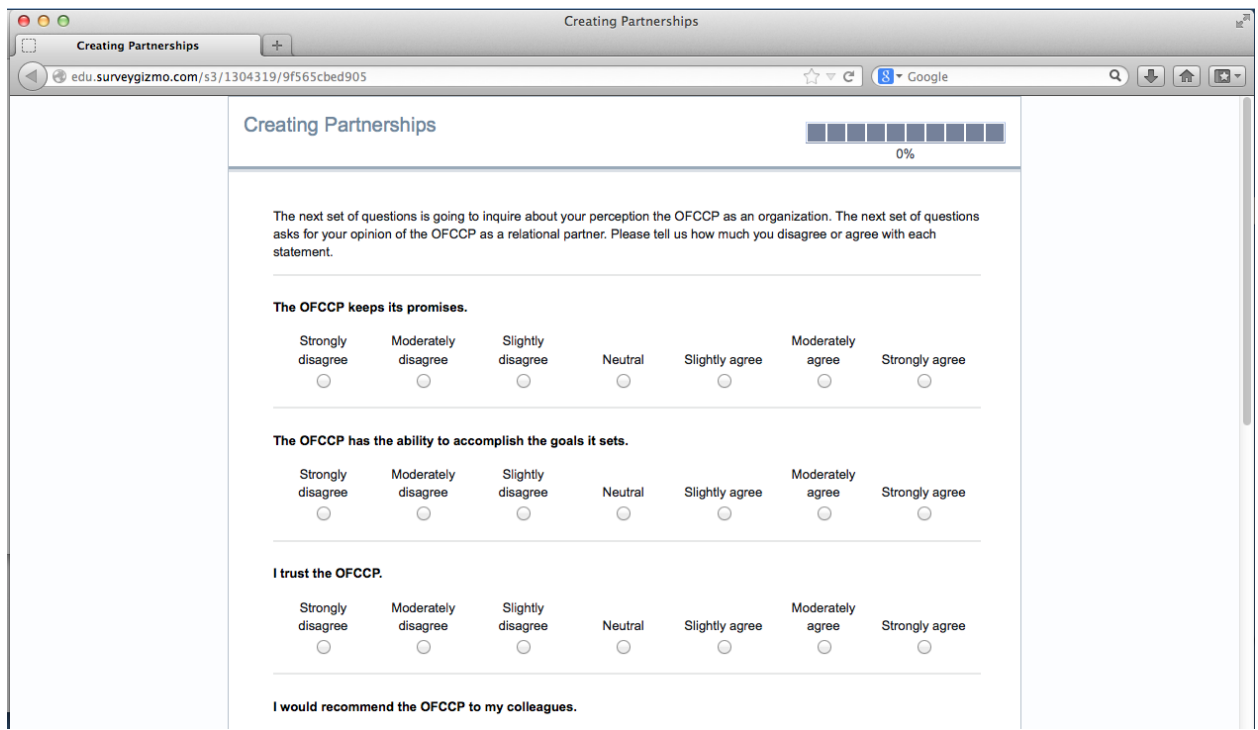 Creating Partnerships
Creating Partnerships
+
edu.surveygizmo.com/s3/1304319/9f565cbed905
8 Google
Creating Partnerships
0%
The next set of questions is going to inquire about your perception the OFCCP as an organization. The next set of questions
asks for your opinion of the OFCCP as a relational partner. Please tell us how much you disagree or agree with each
statement.
The OFCCP keeps its promises.
Strongly Moderately Slightly Moderately
disagree disagree disagree Neutral Slightly agree agree Strongly agree
The OFCCP has the ability to accomplish the goals it sets.
Strongly Moderately Slightly Moderately
disagree disagree disagree Neutral Slightly agree agree Strongly agree
I trust the OFCCP.
Strongly Moderately Slightly Moderately
disagree disagree disagree Neutral Slightly agree agree Strongly agree
I would recommend the OFCCP to my colleagues.